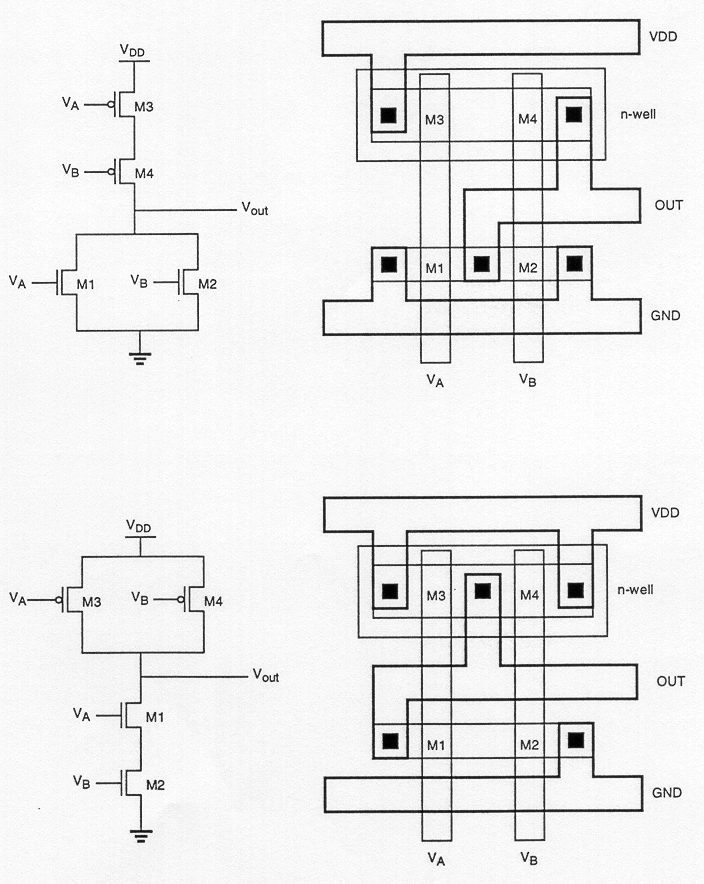 VDD
VA M3
VB M4
Vout
VA M1 VB M2
VDD
M3 M4 n-well
OUT
M1 M2
GND
VA VB
VDD
VA M3 VB M4
Vout
VA M1
VB M2
VDD
M3 M4 n-well
OUT
M1 M2
GND
VA VB